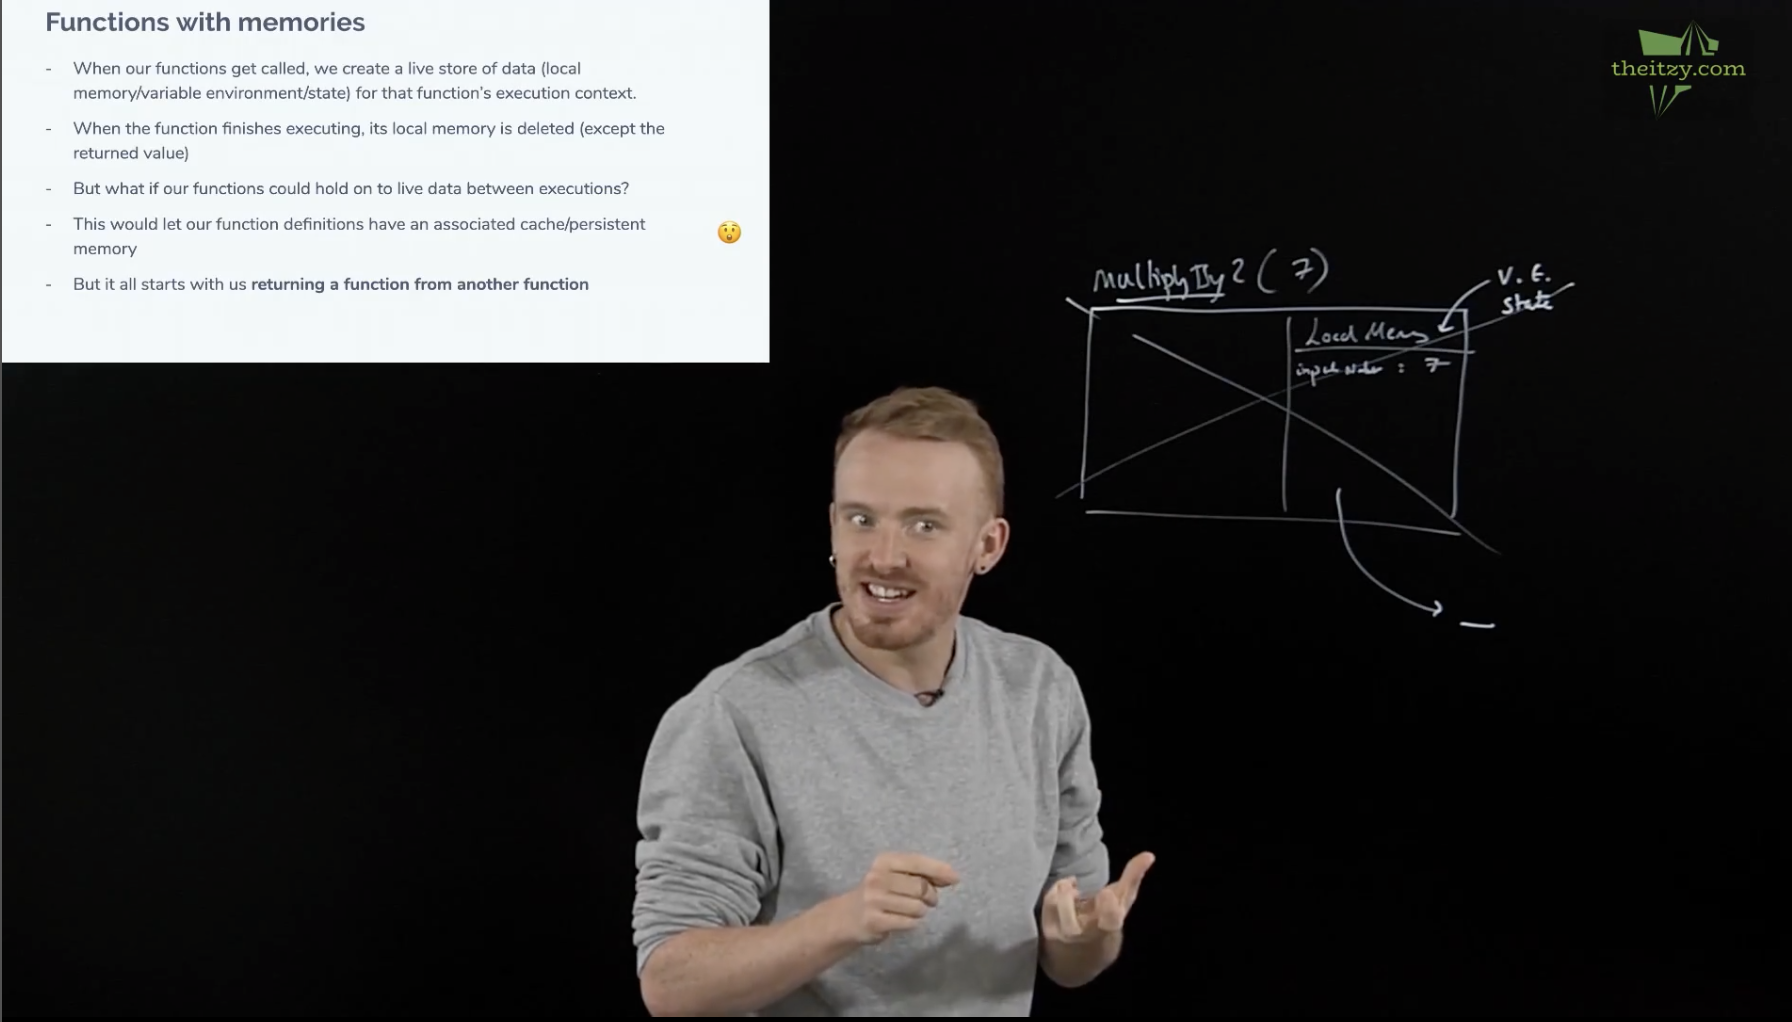 Functions with memories
- When our functions get called, we create a live store of data (local
memory/variable environment/state) for that function's execution context.
- When the function finishes executing, its local memory is deleted (except the
returned value)
- But what if our functions could hold on to live data between executions?
- This would let our function definitions have an associated cache/persistent
memory
- But it all starts with us returning a function from another function
theitzy.com
multiplyBy2 ( 7 )
V. E.
State
Local Mem
: 7